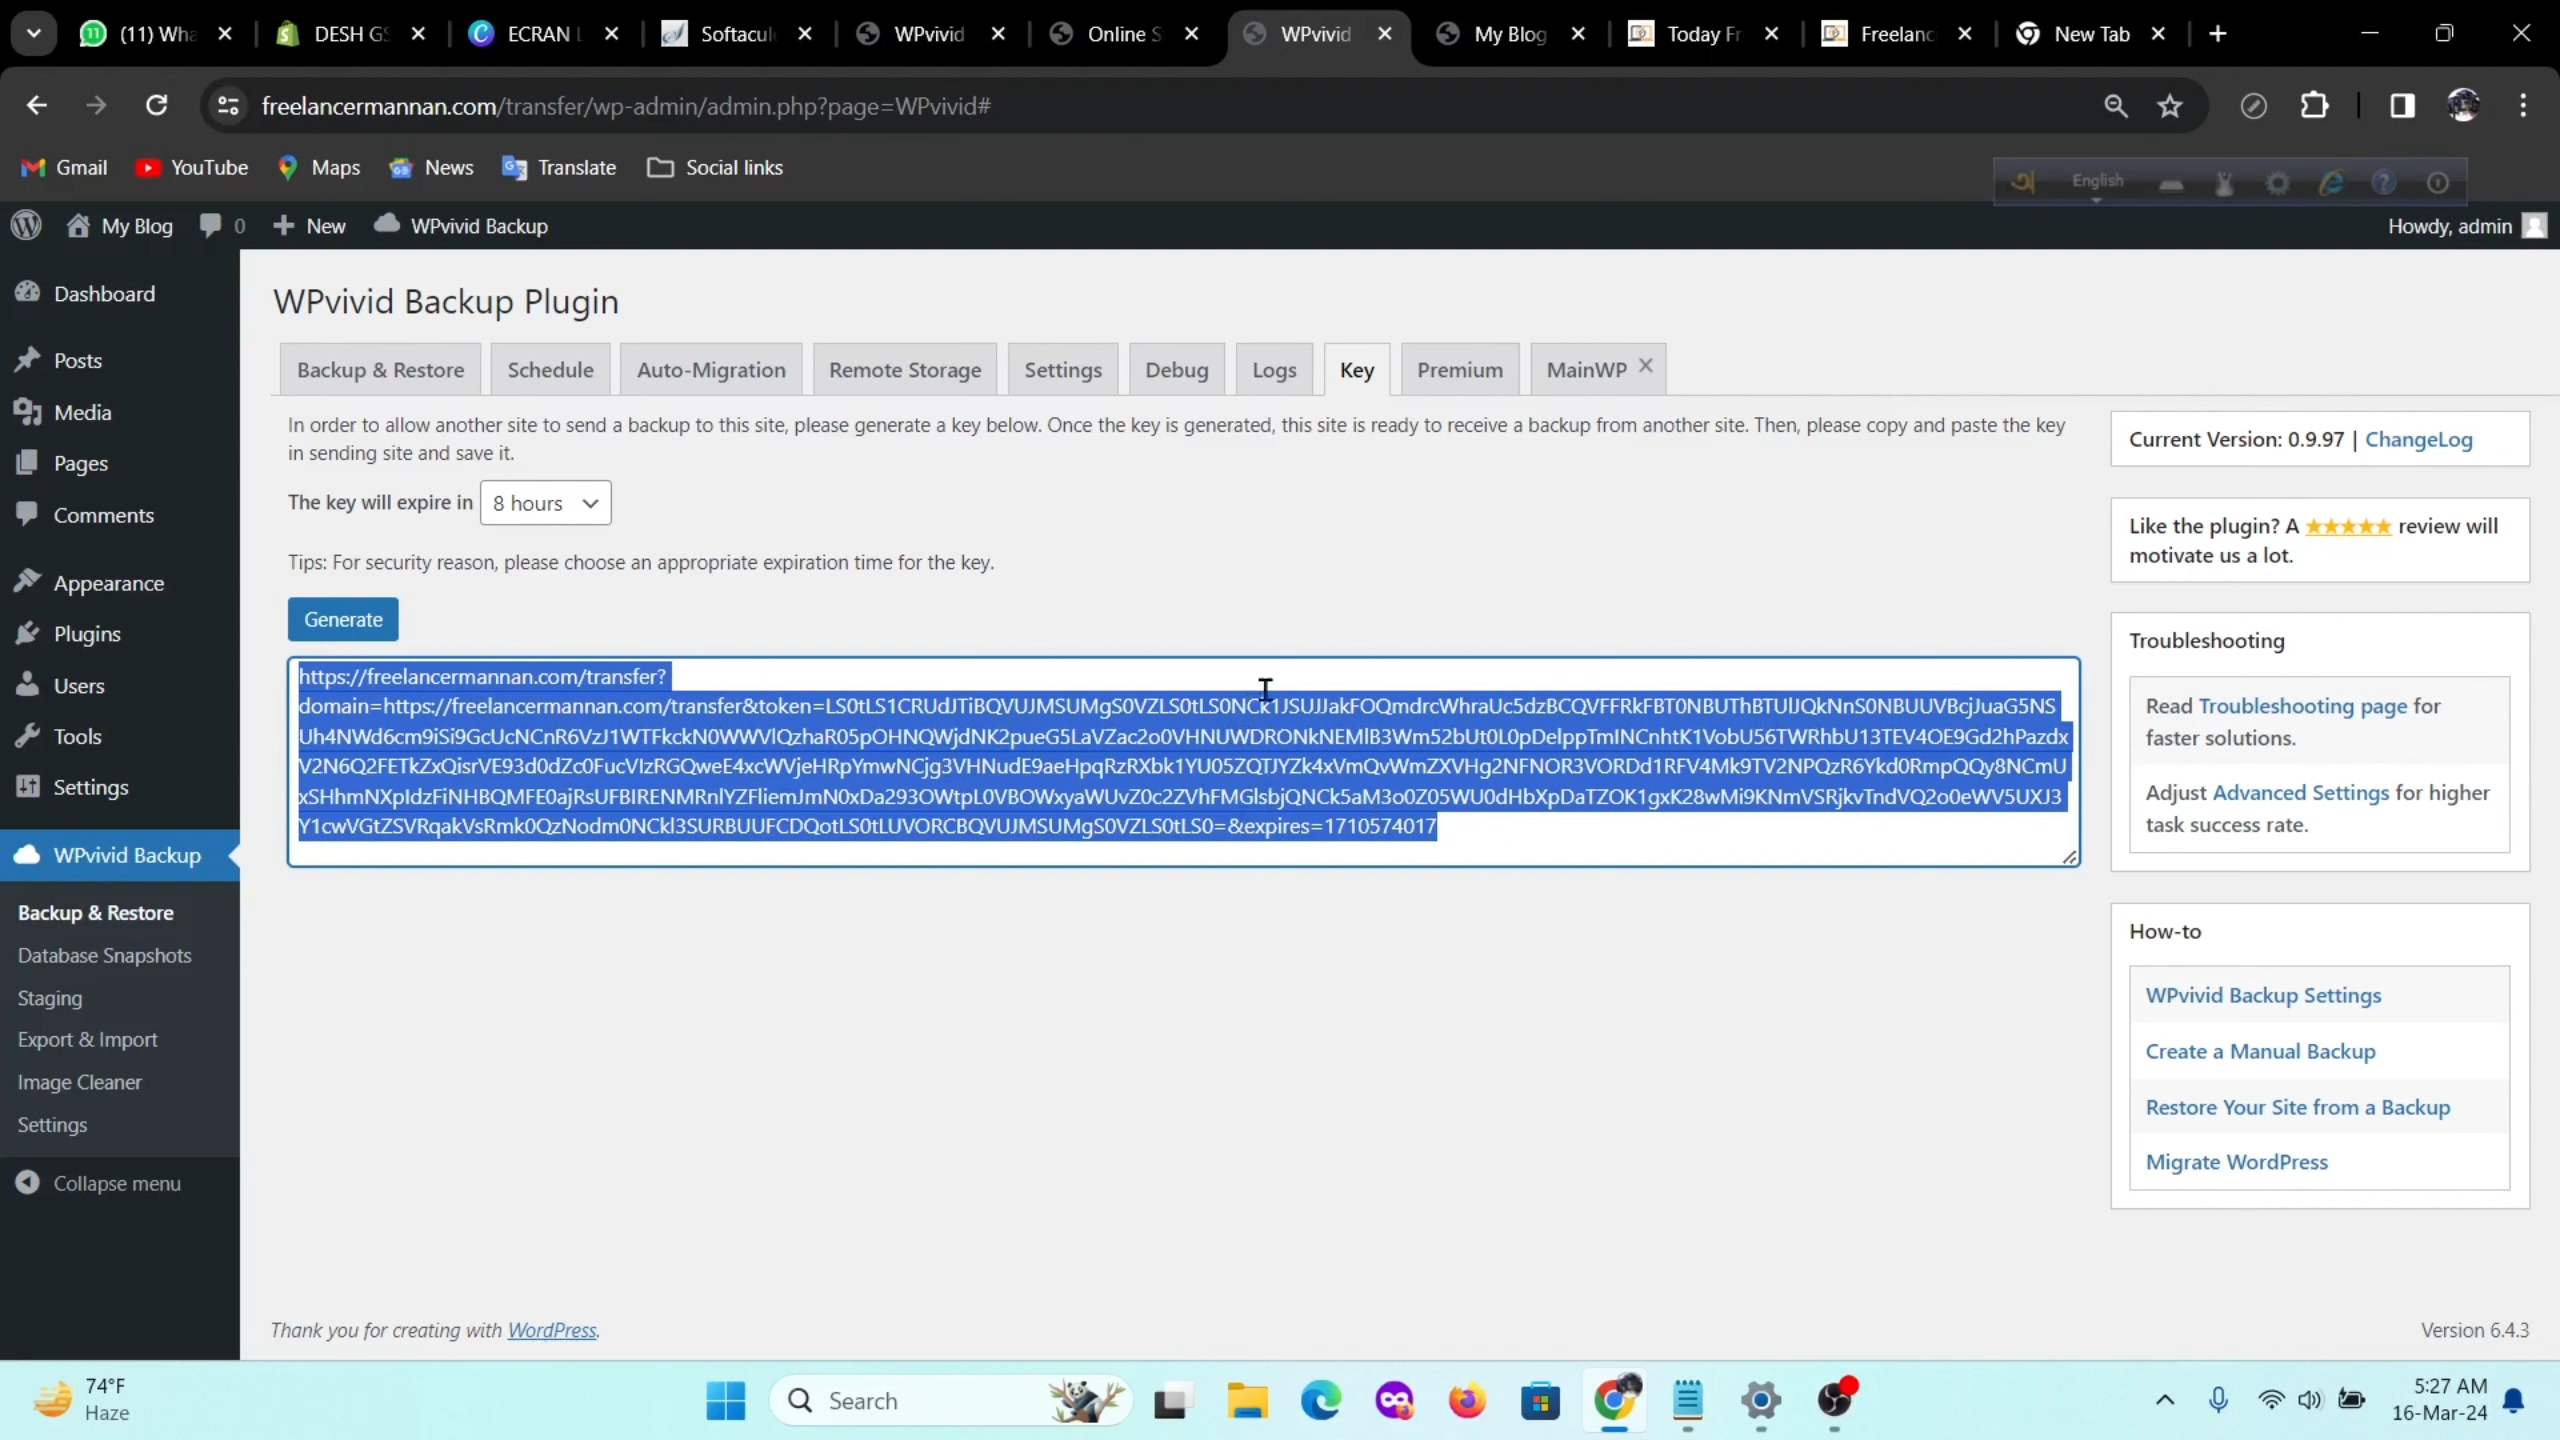 (11) Wha
DESH GS
ECRAN L
Softacul
WPvivid
Online S
WPvivid
My Blog
Today Fr
Freelanc
New Tab
freelancermannan.com/transfer/wp-admin/admin.php?page=WPvivid#
Gmail
YouTube
Maps
News
Translate
Social links
English
My Blog
0
New
WPvivid Backup
Howdy, admin
Dashboard
Posts
Media
Pages
Comments
Appearance
Plugins
Users
Tools
Settings
WPvivid Backup
Backup & Restore
Database Snapshots
Staging
Export & Import
Image Cleaner
Settings
Collapse menu
WPvivid Backup Plugin
Backup & Restore
Schedule
Auto-Migration
Remote Storage
Settings
Debug
Logs
Key
Premium
MainWP
In order to allow another site to send a backup to this site, please generate a key below. Once the key is generated, this site is ready to receive a backup from another site. Then, please copy and paste the key
in sending site and save it.
The key will expire in 8 hours
Tips: For security reason, please choose an appropriate expiration time for the key.
Generate
https://freelancermannan.com/transfer?
Current Version: 0.9.97 | ChangeLog
Like the plugin? A ★★★★★ review will
motivate us a lot.
Troubleshooting
Read Troubleshooting page for
faster solutions.
Adjust Advanced Settings for higher
task success rate.
How-to
WPvivid Backup Settings
Create a Manual Backup
Restore Your Site from a Backup
Migrate WordPress
Thank you for creating with WordPress.
Version 6.4.3
74°F
Haze
Search
5:27 AM
16-Mar-24